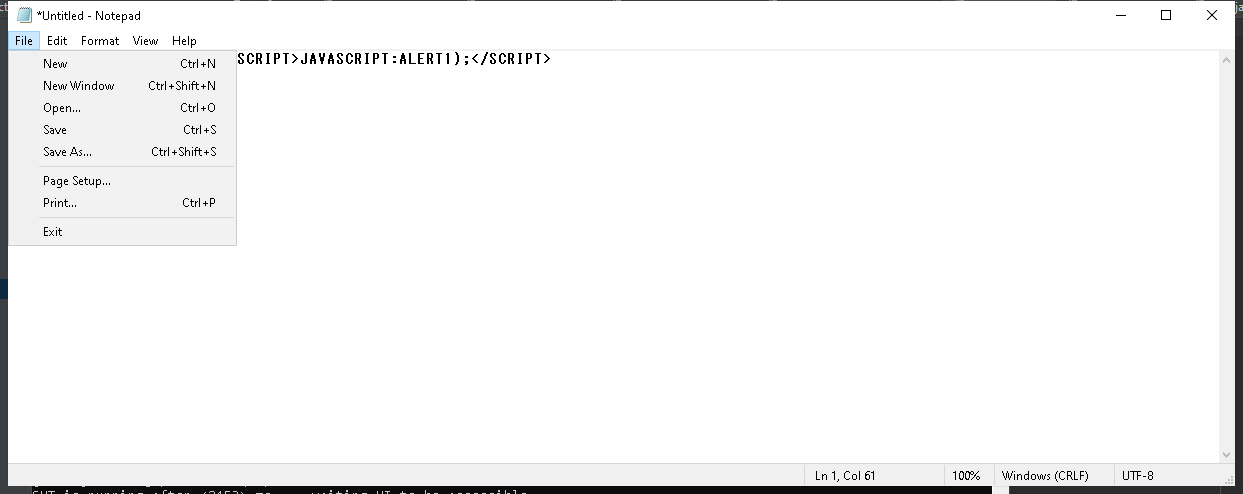 *Untitled - Notepad
File Edit Format View Help
SCRIPT>JAVASCRIPT:ALERT1);</SCRIPT>
New Ctrl+N
New Window Ctrl+Shift+N
Open... Ctrl+O
Save Ctrl+S
Save As... Ctrl+Shift+S
Page Setup...
Print... Ctrl+P
Exit
Ln 1, Col 61 100% Windows (CRLF) UTF-8